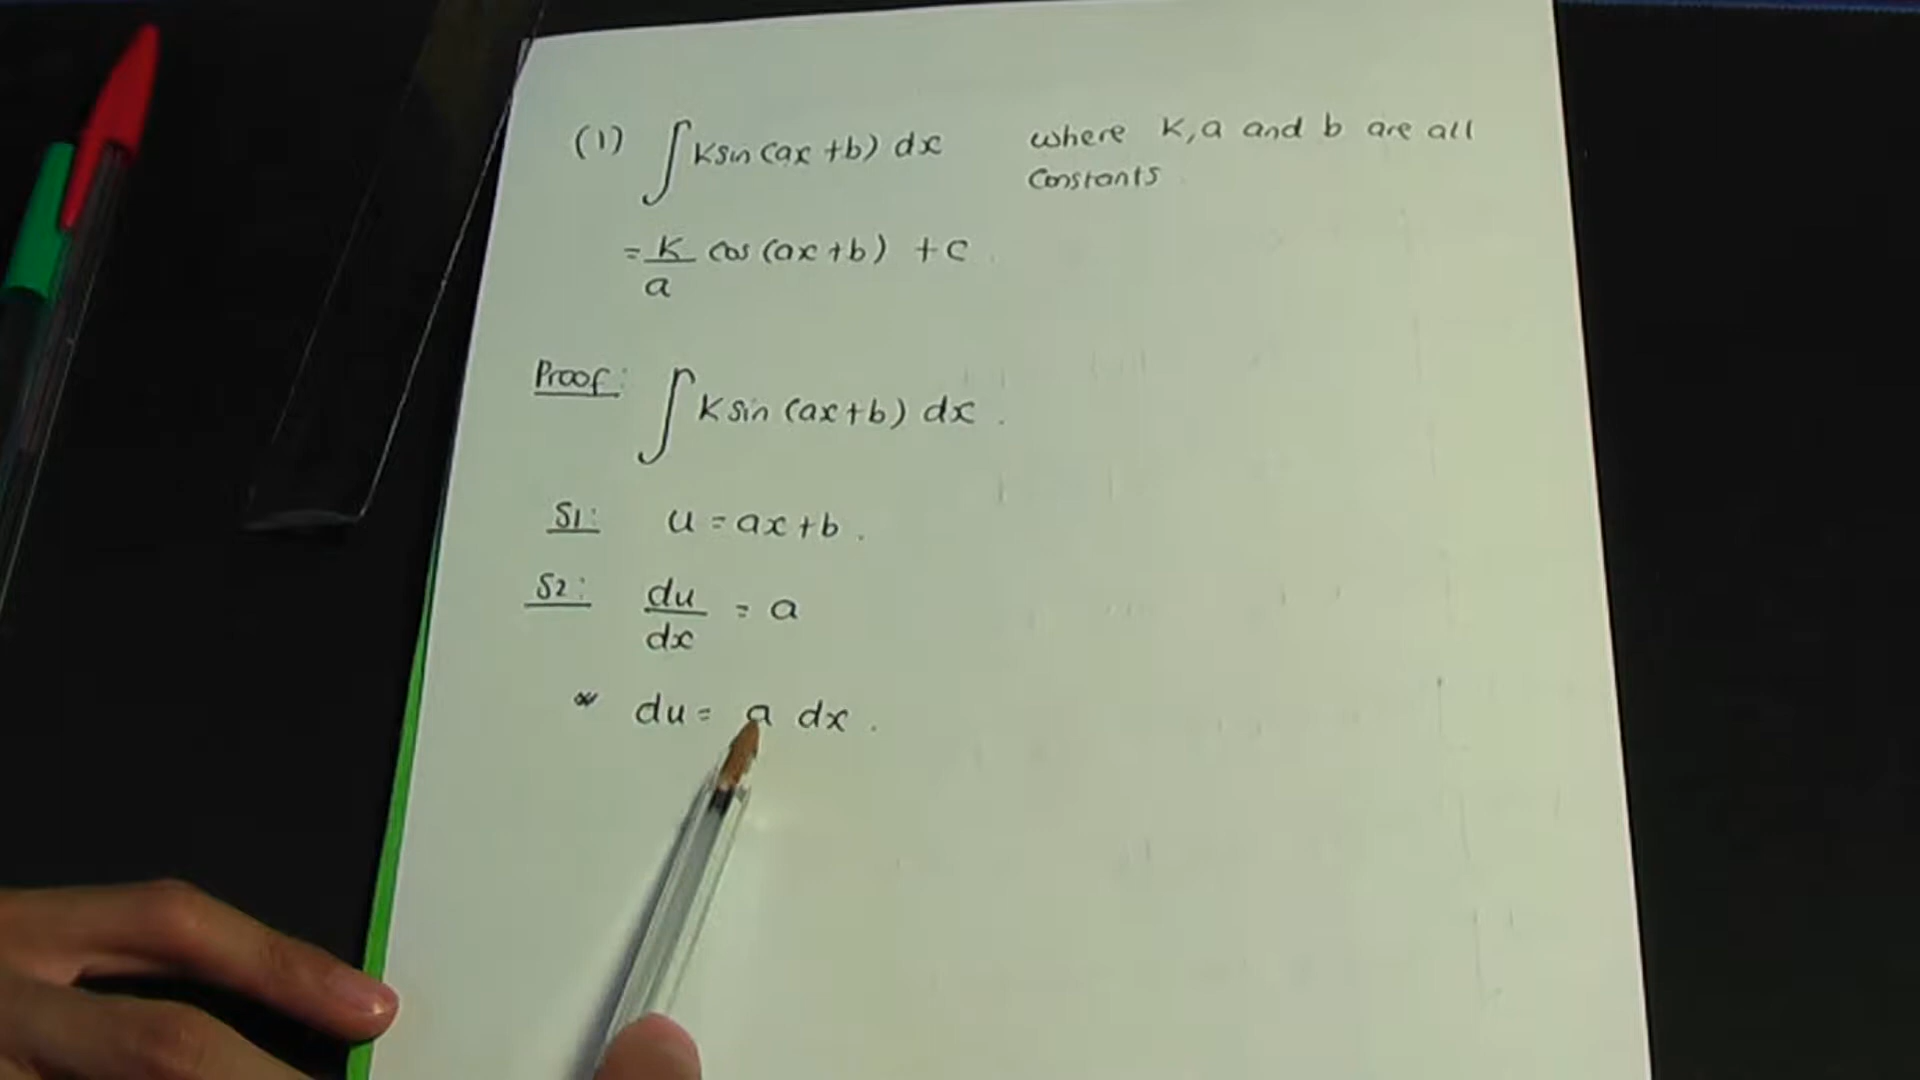 (1) ∫ K sin (ax + b) dx where K, a and b are all
constants.
= K/a cos (ax + b) + c.
Proof: ∫ K sin (ax + b) dx.
S1: u = ax + b.
S2: du/dx = a
du = a dx.